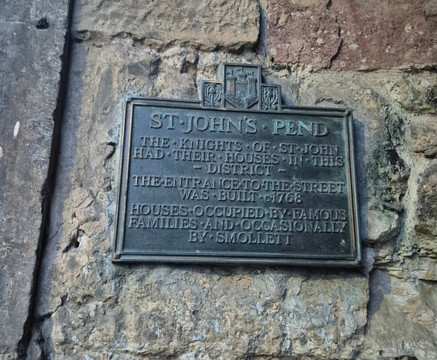 ST·JOHN'S·PEND
THE·KNIGHTS·OF·ST·JOHN
HAD·THEIR·HOUSES·IN·THIS
– DISTRICT –
THE·ENTRANCE·TO·THE·STREET
WAS·BUILT·c1768
HOUSES·OCCUPIED·BY·FAMOUS
FAMILIES·AND·OCCASIONALLY
BY·SMOLLETT